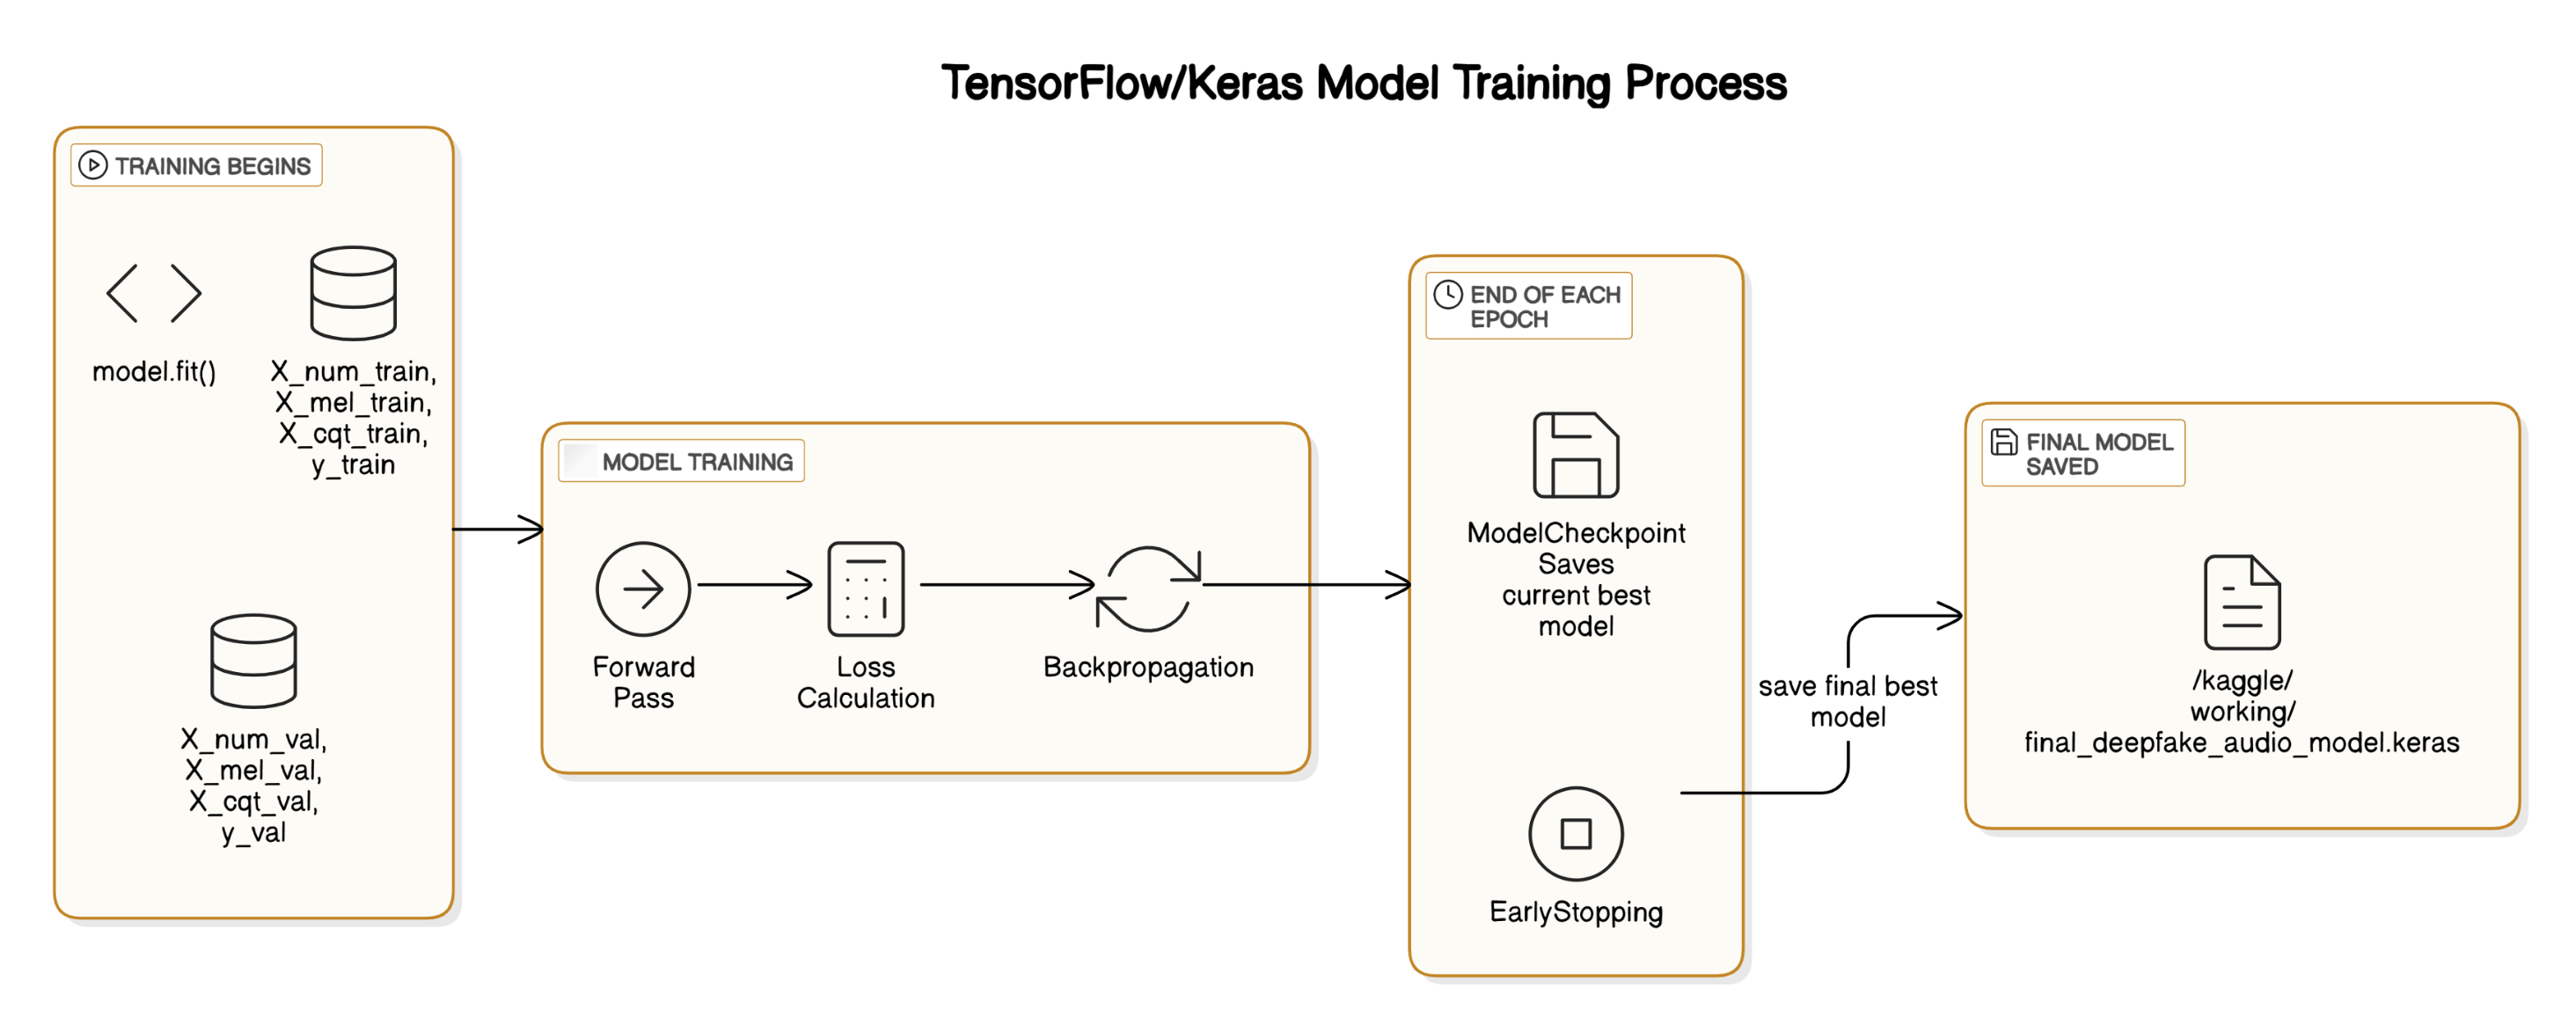 TensorFlow/Keras Model Training Process
TRAINING BEGINS
model.fit()
X_num_train,
X_mel_train,
X_cqt_train,
y_train
X_num_val,
X_mel_val,
X_cqt_val,
y_val
MODEL TRAINING
Forward
Pass
Loss
Calculation
Backpropagation
END OF EACH
EPOCH
ModelCheckpoint
Saves
current best
model
EarlyStopping
save final best
model
FINAL MODEL
SAVED
/kaggle/
working/
final_deepfake_audio_model.keras